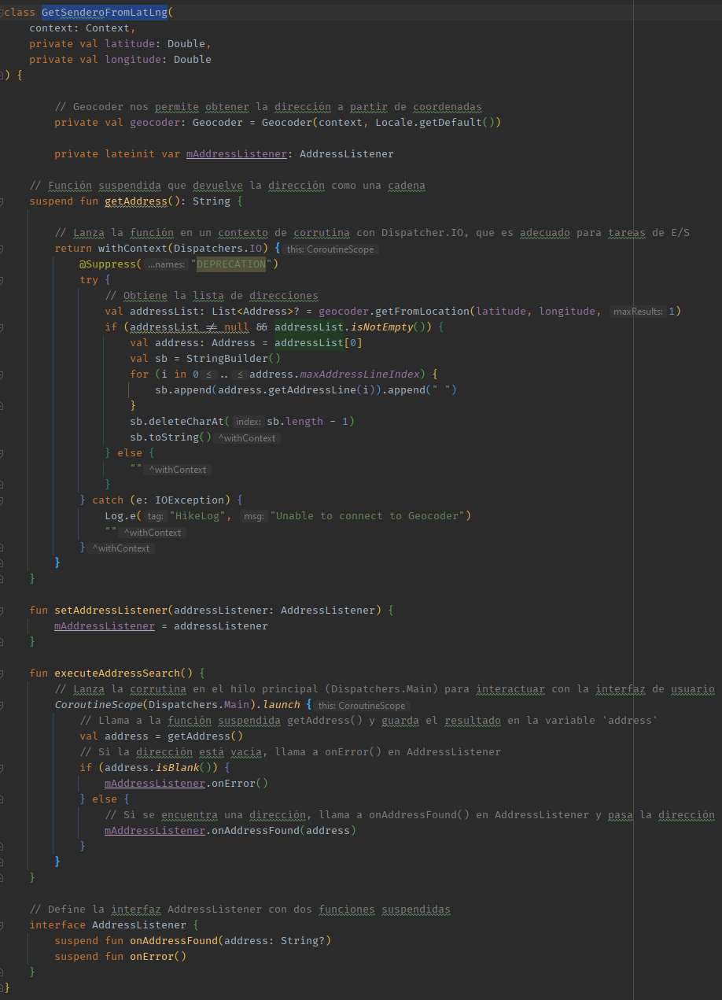 class GetSenderoFromLatLng(
    context: Context,
    private val latitude: Double,
    private val longitude: Double
) {

        // Geocoder nos permite obtener la dirección a partir de coordenadas
        private val geocoder: Geocoder = Geocoder(context, Locale.getDefault())

        private lateinit var mAddressListener: AddressListener

    // Función suspendida que devuelve la dirección como una cadena
    suspend fun getAddress(): String {

        // Lanza la función en un contexto de corrutina con Dispatcher.IO, que es adecuado para tareas de E/S
        return withContext(Dispatchers.IO) { this: CoroutineScope
            @Suppress( ...names: "DEPRECATION")
            try {
                // Obtiene la lista de direcciones
                val addressList: List<Address>? = geocoder.getFromLocation(latitude, longitude, maxResults: 1)
                if (addressList ≠ null && addressList.isNotEmpty()) {
                    val address: Address = addressList[0]
                    val sb = StringBuilder()
                    for (i in 0 ≤ .. ≤ address.maxAddressLineIndex) {
                        sb.append(address.getAddressLine(i)).append(" ")
                    }
                    sb.deleteCharAt( index: sb.length - 1)
                    sb.toString() ^withContext
                } else {
                    "" ^withContext
                }
            } catch (e: IOException) {
                Log.e( tag: "HikeLog", msg: "Unable to connect to Geocoder")
                "" ^withContext
            } ^withContext
        }
    }

    fun setAddressListener(addressListener: AddressListener) {
        mAddressListener = addressListener
    }

    fun executeAddressSearch() {
        // Lanza la corrutina en el hilo principal (Dispatchers.Main) para interactuar con la interfaz de usuario
        CoroutineScope(Dispatchers.Main).launch { this: CoroutineScope
            // Llama a la función suspendida getAddress() y guarda el resultado en la variable 'address'
            val address = getAddress()
            // Si la dirección está vacía, llama a onError() en AddressListener
            if (address.isBlank()) {
                mAddressListener.onError()
            } else {
                // Si se encuentra una dirección, llama a onAddressFound() en AddressListener y pasa la dirección
                mAddressListener.onAddressFound(address)
            }
        }
    }

    // Define la interfaz AddressListener con dos funciones suspendidas
    interface AddressListener {
        suspend fun onAddressFound(address: String?)
        suspend fun onError()
    }
}